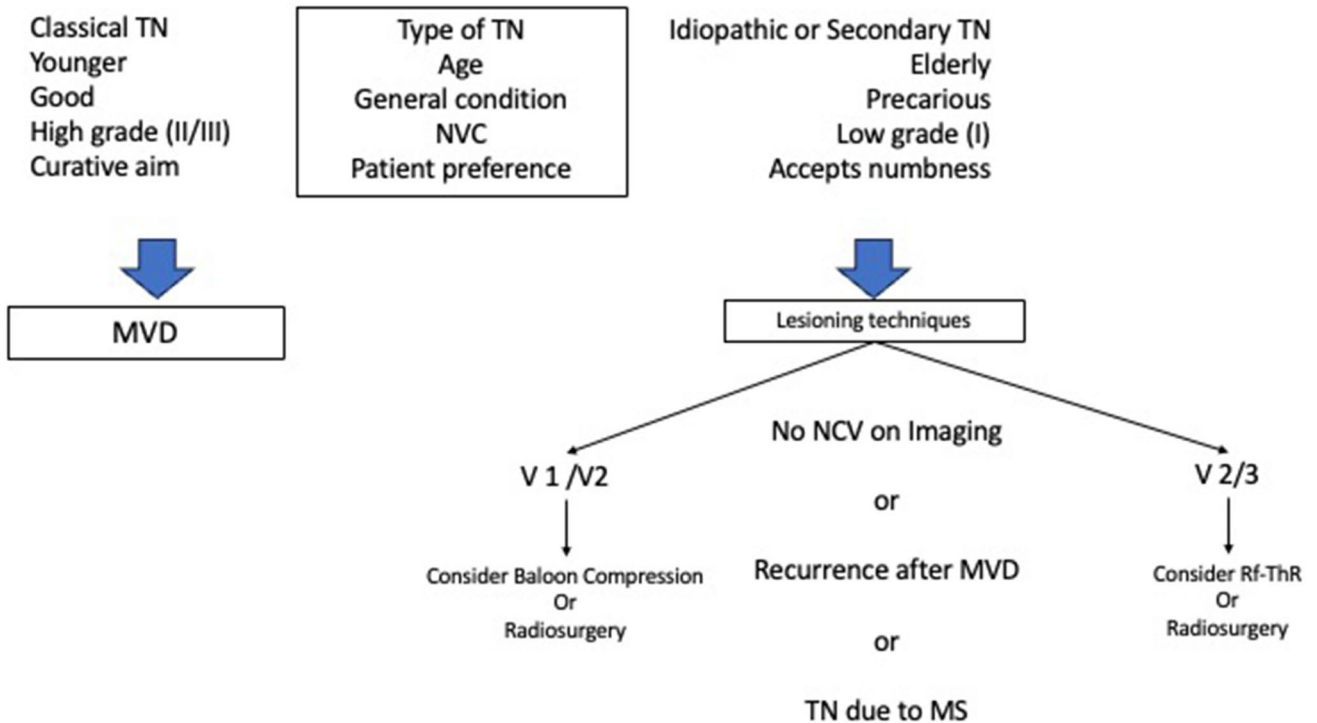 Classical TN
Younger
Good
High grade (II/III)
Curative aim
Type of TN
Age
General condition
NVC
Patient preference
Idiopathic or Secondary TN
Elderly
Precarious
Low grade (I)
Accepts numbness
MVD
Lesioning techniques
No NCV on Imaging
or
Recurrence after MVD
or
TN due to MS
V 1 /V2
Consider Baloon Compression
Or
Radiosurgery
V 2/3
Consider Rf-ThR
Or
Radiosurgery